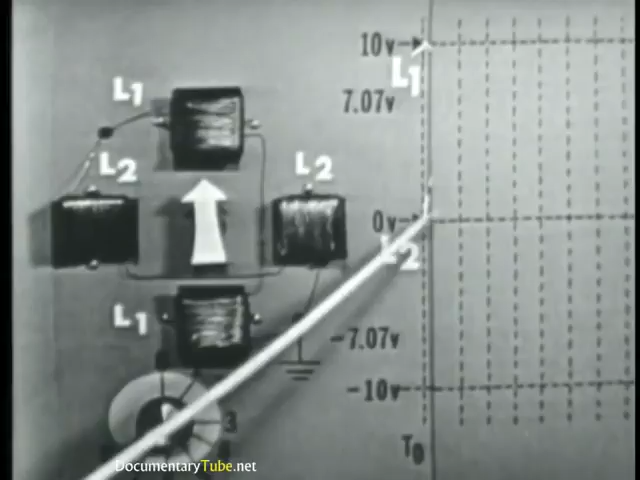 10v
L1
L1
7.07v
L2
L2
0v
L2
L1
-7.07v
-10v
3
T0
DocumentaryTube.net